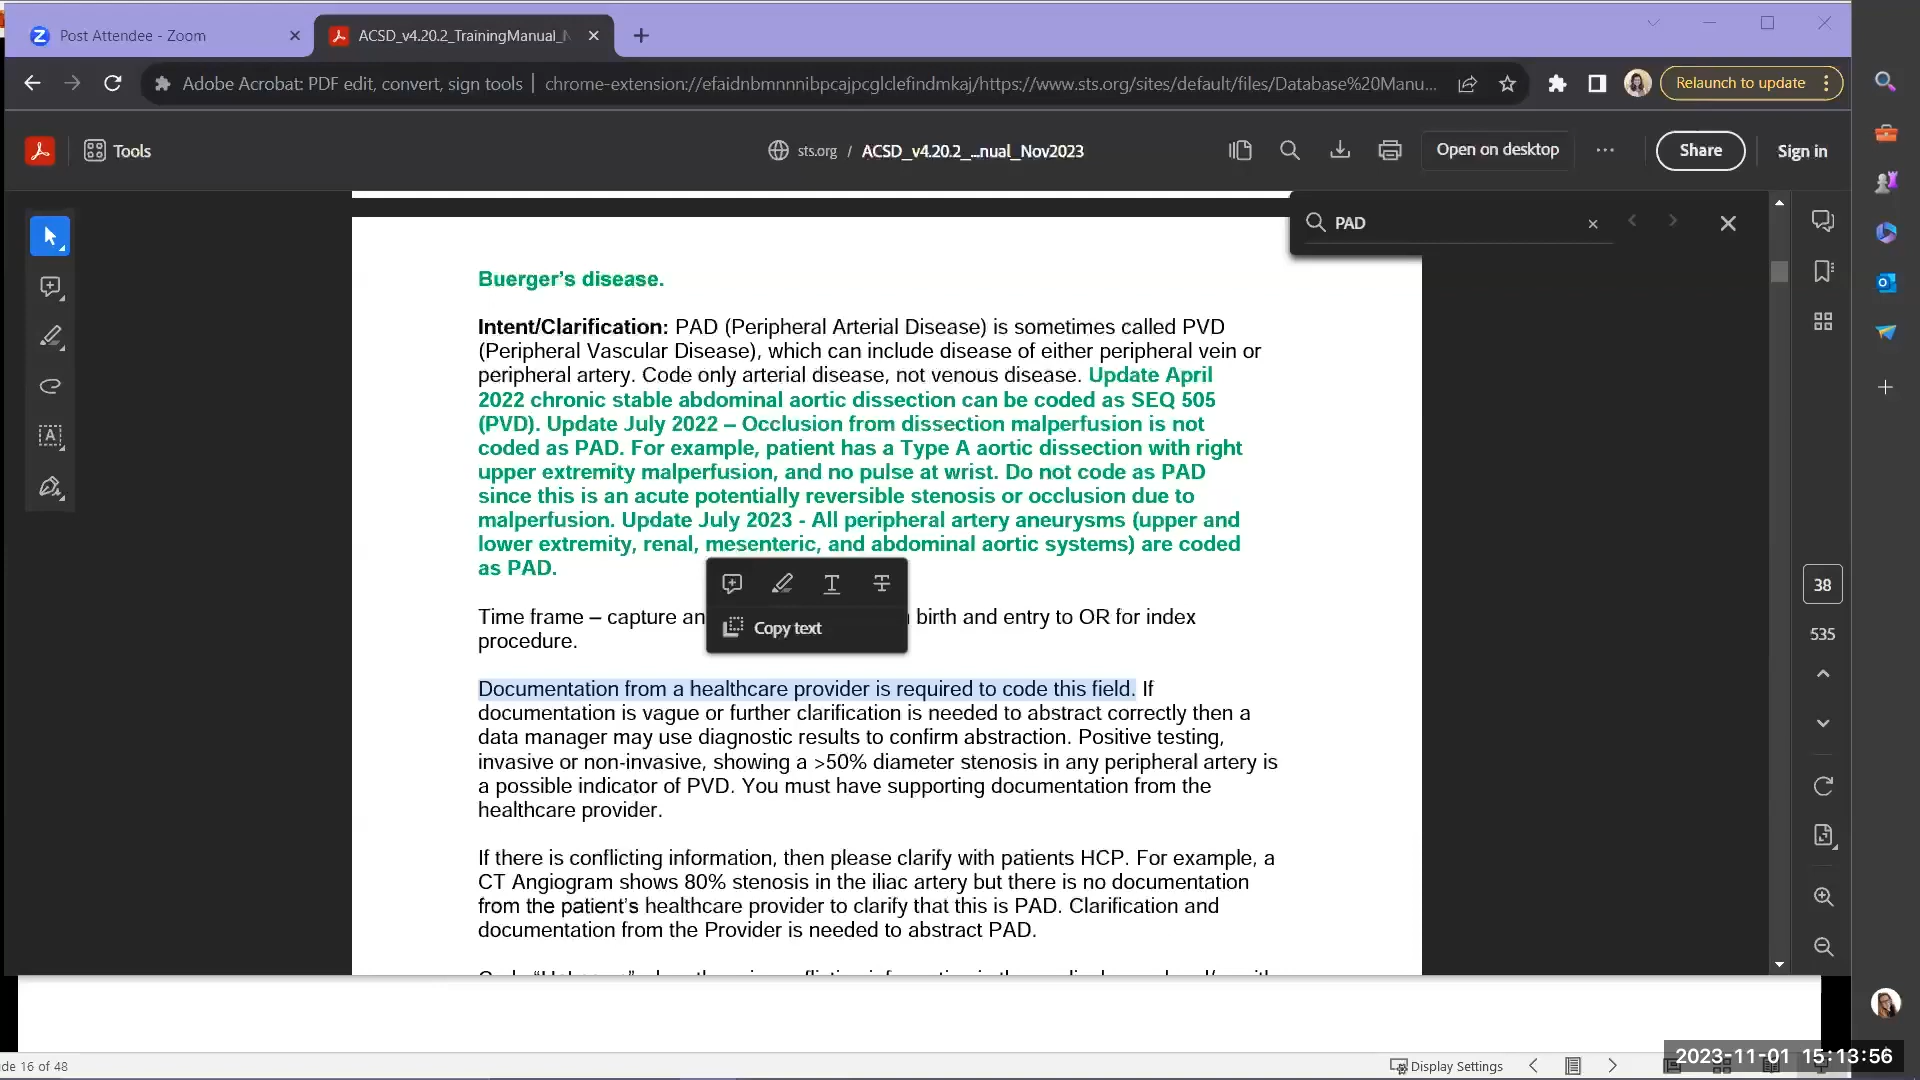 Post Attendee - Zoom
ACSD_v4.20.2_TrainingManual_N
Adobe Acrobat: PDF edit, convert, sign tools
chrome-extension://efaidnbmnnnibpcajpcglclefindmkaj/https://www.sts.org/sites/default/files/Database%20Manu...
Relaunch to update
Tools
sts.org / ACSD_v4.20.2_...nual_Nov2023
Open on desktop
Share
Sign in
PAD
Buerger’s disease.
Intent/Clarification: PAD (Peripheral Arterial Disease) is sometimes called PVD
(Peripheral Vascular Disease), which can include disease of either peripheral vein or
peripheral artery. Code only arterial disease, not venous disease. Update April
2022 chronic stable abdominal aortic dissection can be coded as SEQ 505
(PVD). Update July 2022 – Occlusion from dissection malperfusion is not
coded as PAD. For example, patient has a Type A aortic dissection with right
upper extremity malperfusion, and no pulse at wrist. Do not code as PAD
since this is an acute potentially reversible stenosis or occlusion due to
malperfusion. Update July 2023 - All peripheral artery aneurysms (upper and
lower extremity, renal, mesenteric, and abdominal aortic systems) are coded
as PAD.
Copy text
Time frame – capture an birth and entry to OR for index
procedure.
Documentation from a healthcare provider is required to code this field. If
documentation is vague or further clarification is needed to abstract correctly then a
data manager may use diagnostic results to confirm abstraction. Positive testing,
invasive or non-invasive, showing a >50% diameter stenosis in any peripheral artery is
a possible indicator of PVD. You must have supporting documentation from the
healthcare provider.
If there is conflicting information, then please clarify with patients HCP. For example, a
CT Angiogram shows 80% stenosis in the iliac artery but there is no documentation
from the patient’s healthcare provider to clarify that this is PAD. Clarification and
documentation from the Provider is needed to abstract PAD.
38
535
de 16 of 48
Display Settings
2023-11-01 15:13:56